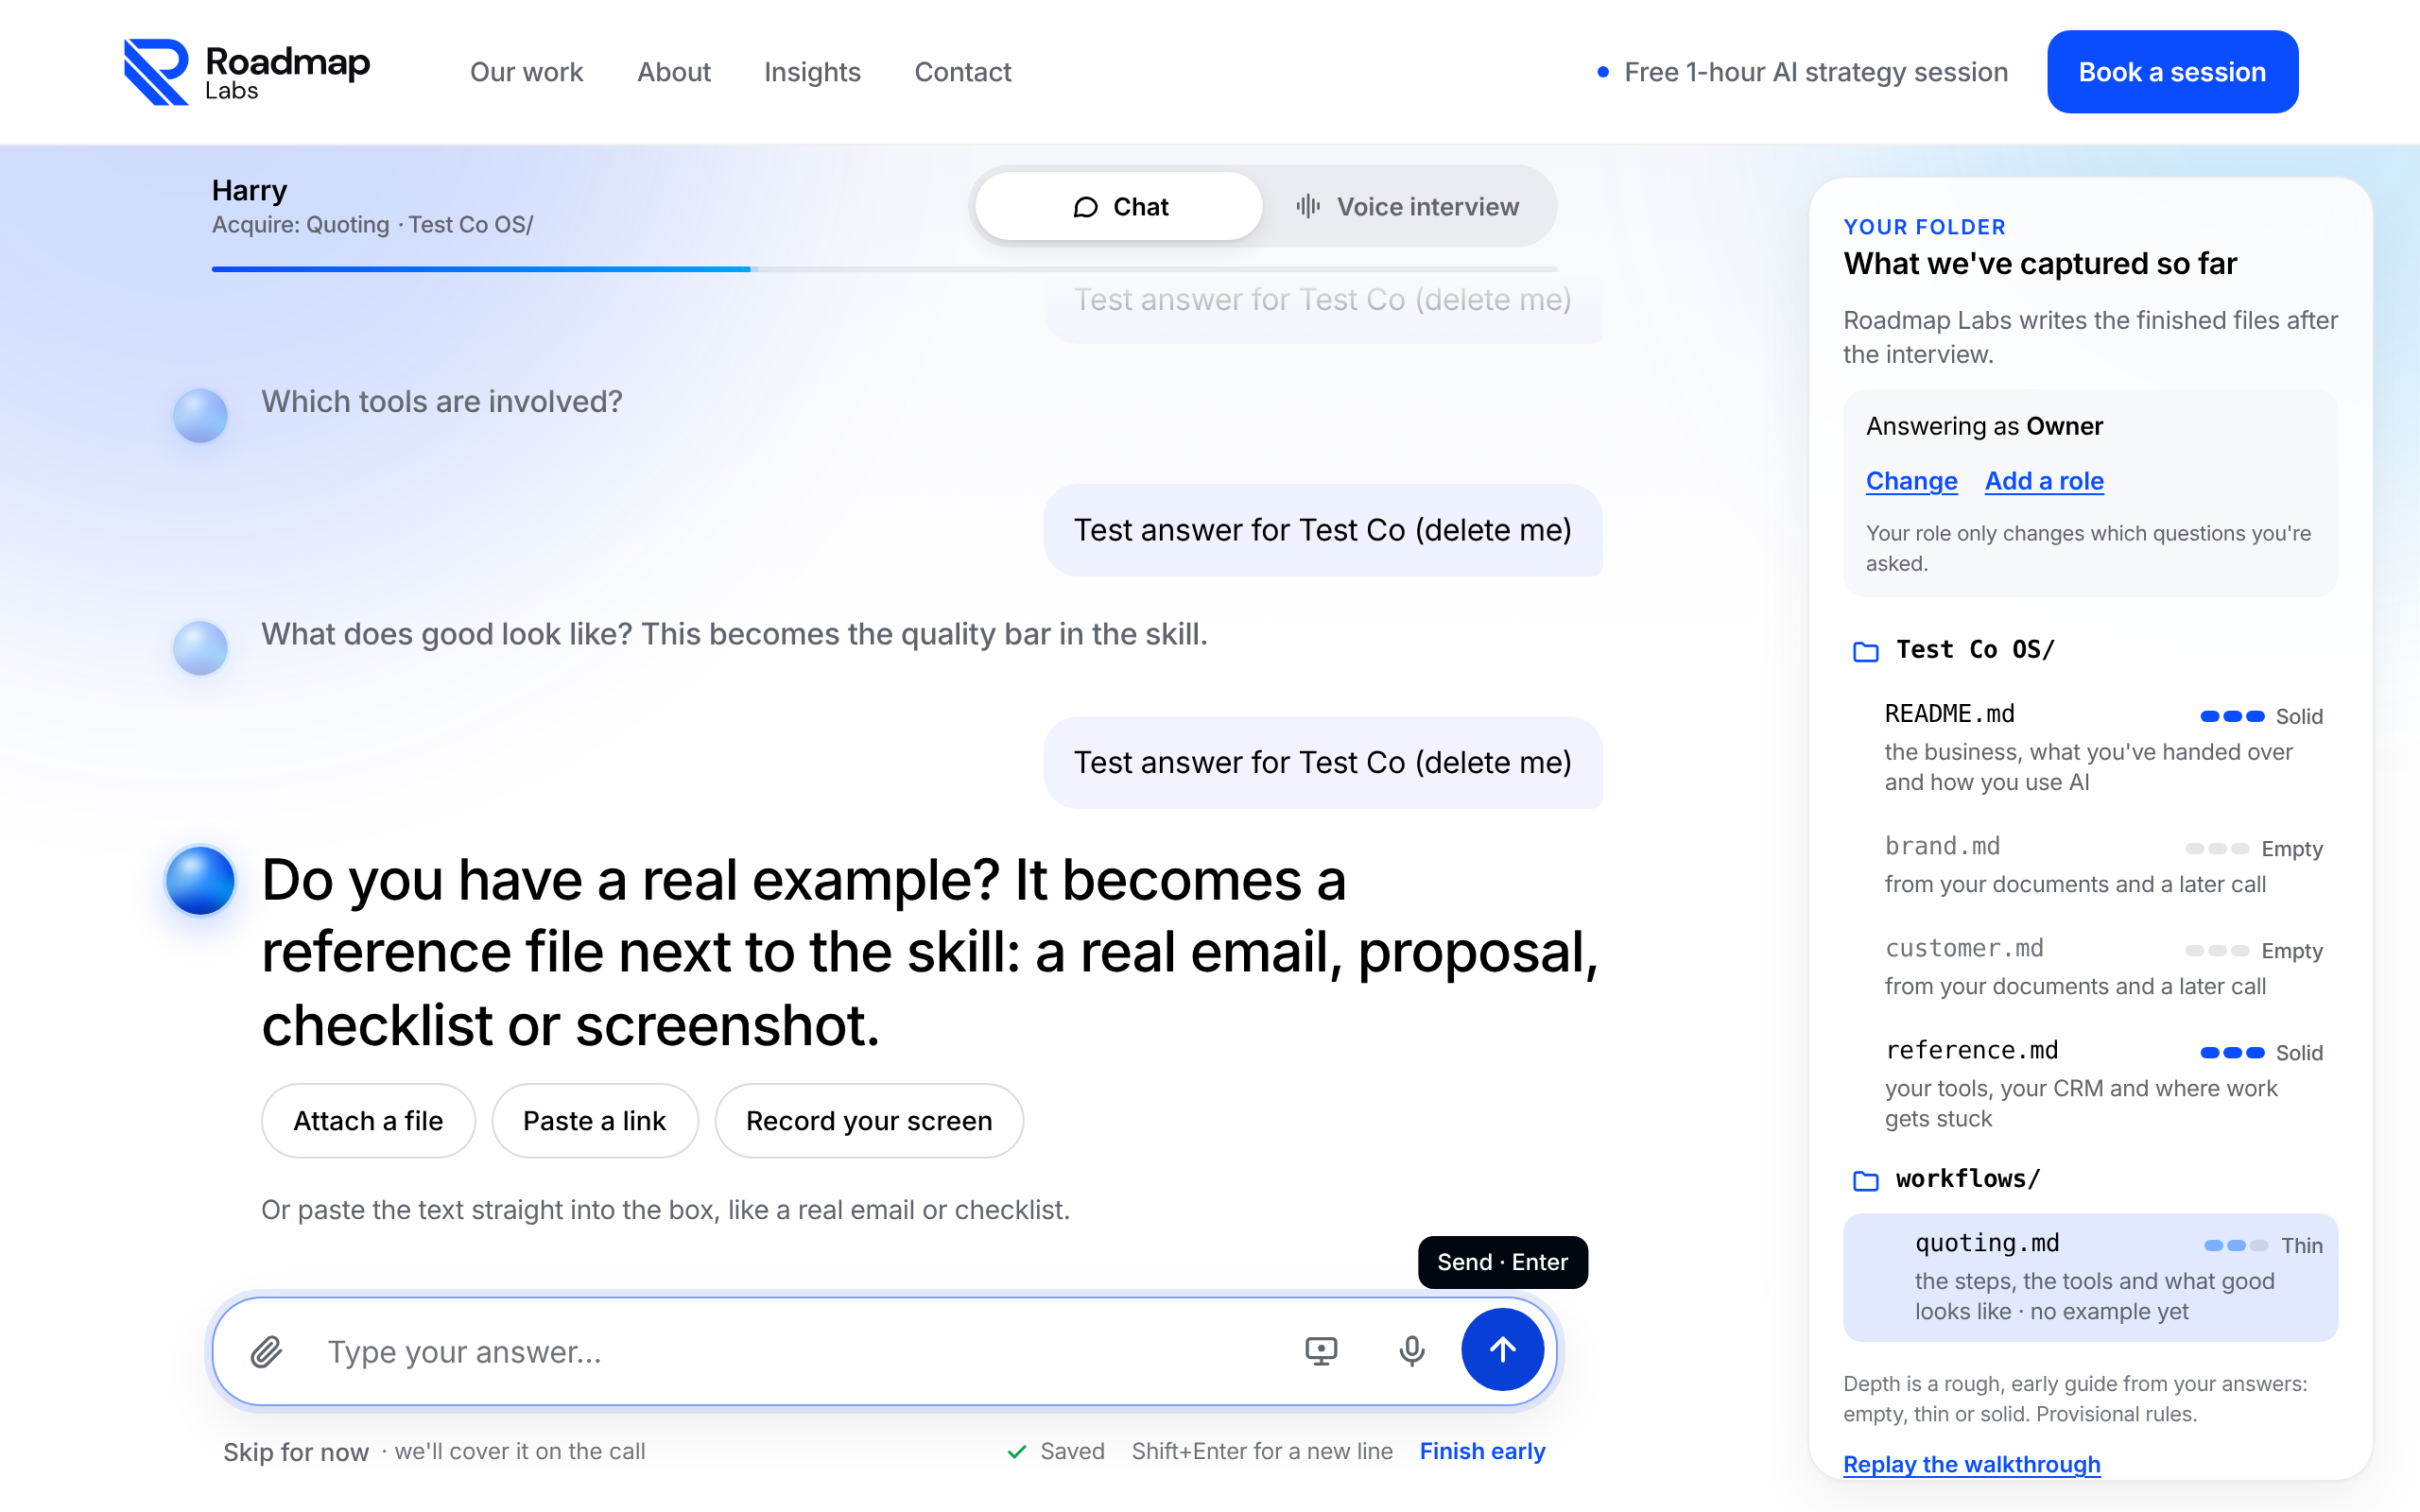 Roadmap
Labs
Our work
About
Insights
Contact
Free 1-hour AI strategy session
Book a session
Harry
Acquire: Quoting · Test Co OS/
Chat
Voice interview
Test answer for Test Co (delete me)
Which tools are involved?
Test answer for Test Co (delete me)
What does good look like? This becomes the quality bar in the skill.
Test answer for Test Co (delete me)
Do you have a real example? It becomes a
reference file next to the skill: a real email, proposal,
checklist or screenshot.
Attach a file
Paste a link
Record your screen
Or paste the text straight into the box, like a real email or checklist.
Send · Enter
Type your answer...
Skip for now · we'll cover it on the call
Saved
Shift+Enter for a new line
Finish early
YOUR FOLDER
What we've captured so far
Roadmap Labs writes the finished files after
the interview.
Answering as Owner
Change
Add a role
Your role only changes which questions you're
asked.
Test Co OS/
README.md
Solid
the business, what you've handed over
and how you use AI
brand.md
Empty
from your documents and a later call
customer.md
Empty
from your documents and a later call
reference.md
Solid
your tools, your CRM and where work
gets stuck
workflows/
quoting.md
Thin
the steps, the tools and what good
looks like · no example yet
Depth is a rough, early guide from your answers:
empty, thin or solid. Provisional rules.
Replay the walkthrough